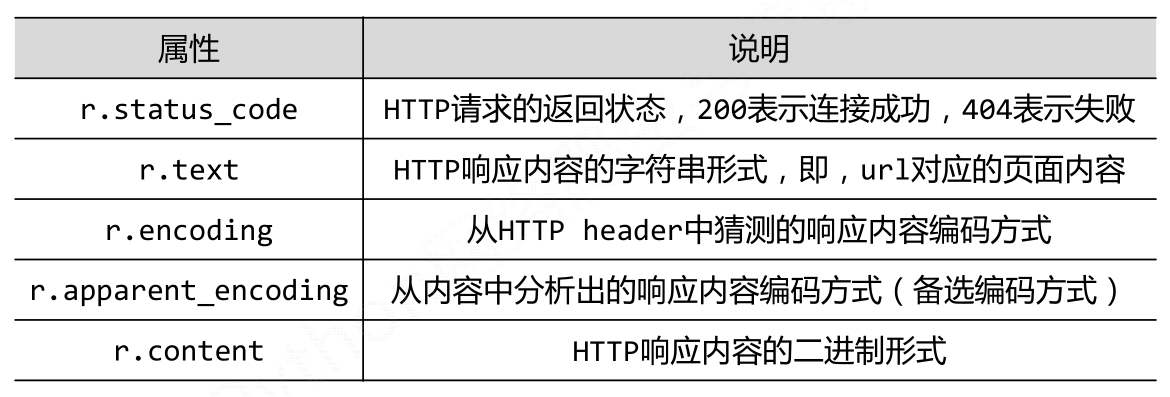 属性 说明
r.status_code HTTP请求的返回状态，200表示连接成功，404表示失败
r.text HTTP响应内容的字符串形式，即，url对应的页面内容
r.encoding 从HTTP header中猜测的响应内容编码方式
r.apparent_encoding 从内容中分析出的响应内容编码方式（备选编码方式）
r.content HTTP响应内容的二进制形式